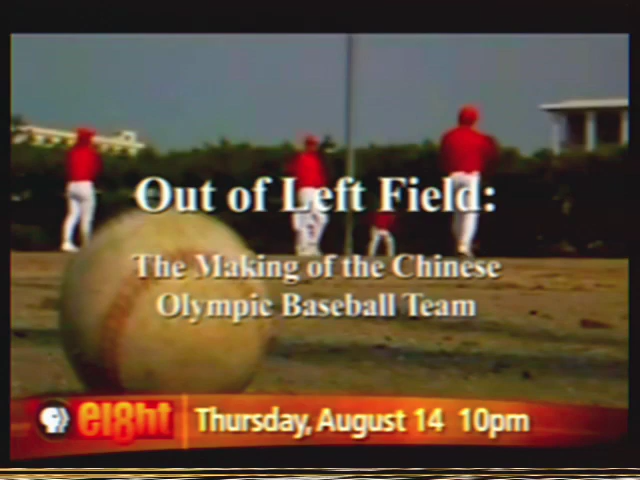 Out of Left Field:
The Making of the Chinese
Olympic Baseball Team
eight Thursday, August 14 10pm